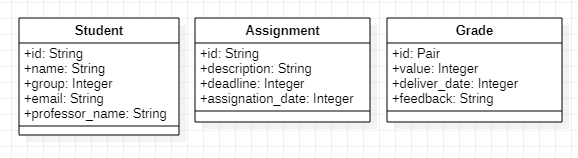 Student
+id: String
+name: String
+group: Integer
+email: String
+professor_name: String
Assignment
+id: String
+description: String
+deadline: Integer
+assignation_date: Integer
Grade
+id: Pair
+value: Integer
+deliver_date: Integer
+feedback: String